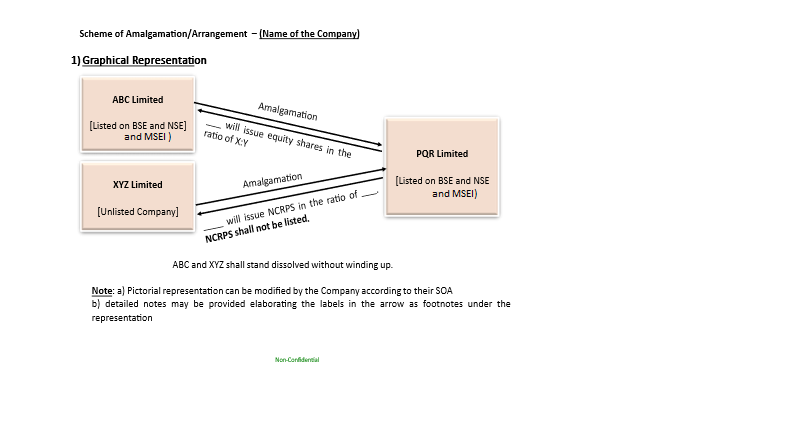 Scheme of Amalgamation/Arrangement – (Name of the Company)
1) Graphical Representation
ABC Limited
[Listed on BSE and NSE]
and MSEI )
Amalgamation
___ will issue equity shares in the
ratio of X:Y
PQR Limited
[Listed on BSE and NSE
and MSEI)
XYZ Limited
[Unlisted Company]
Amalgamation
____ will issue NCRPS in the ratio of ___.
NCRPS shall not be listed.
ABC and XYZ shall stand dissolved without winding up.
Note: a) Pictorial representation can be modified by the Company according to their SOA
b) detailed notes may be provided elaborating the labels in the arrow as footnotes under the
representation
Non-Confidential